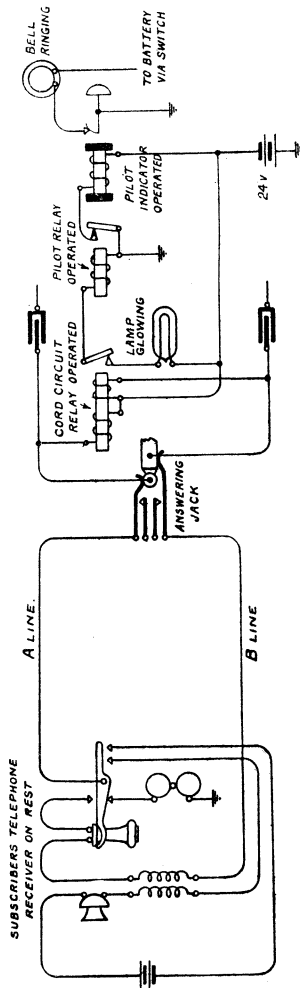 SUBSCRIBERS TELEPHONE
RECEIVER ON REST
A LINE.
B LINE
ANSWERING
JACK
CORD CIRCUIT
RELAY OPERATED
LAMP
GLOWING
PILOT RELAY
OPERATED
PILOT
INDICATOR
OPERATED
BELL
RINGING
TO BATTERY
VIA SWITCH
24 V